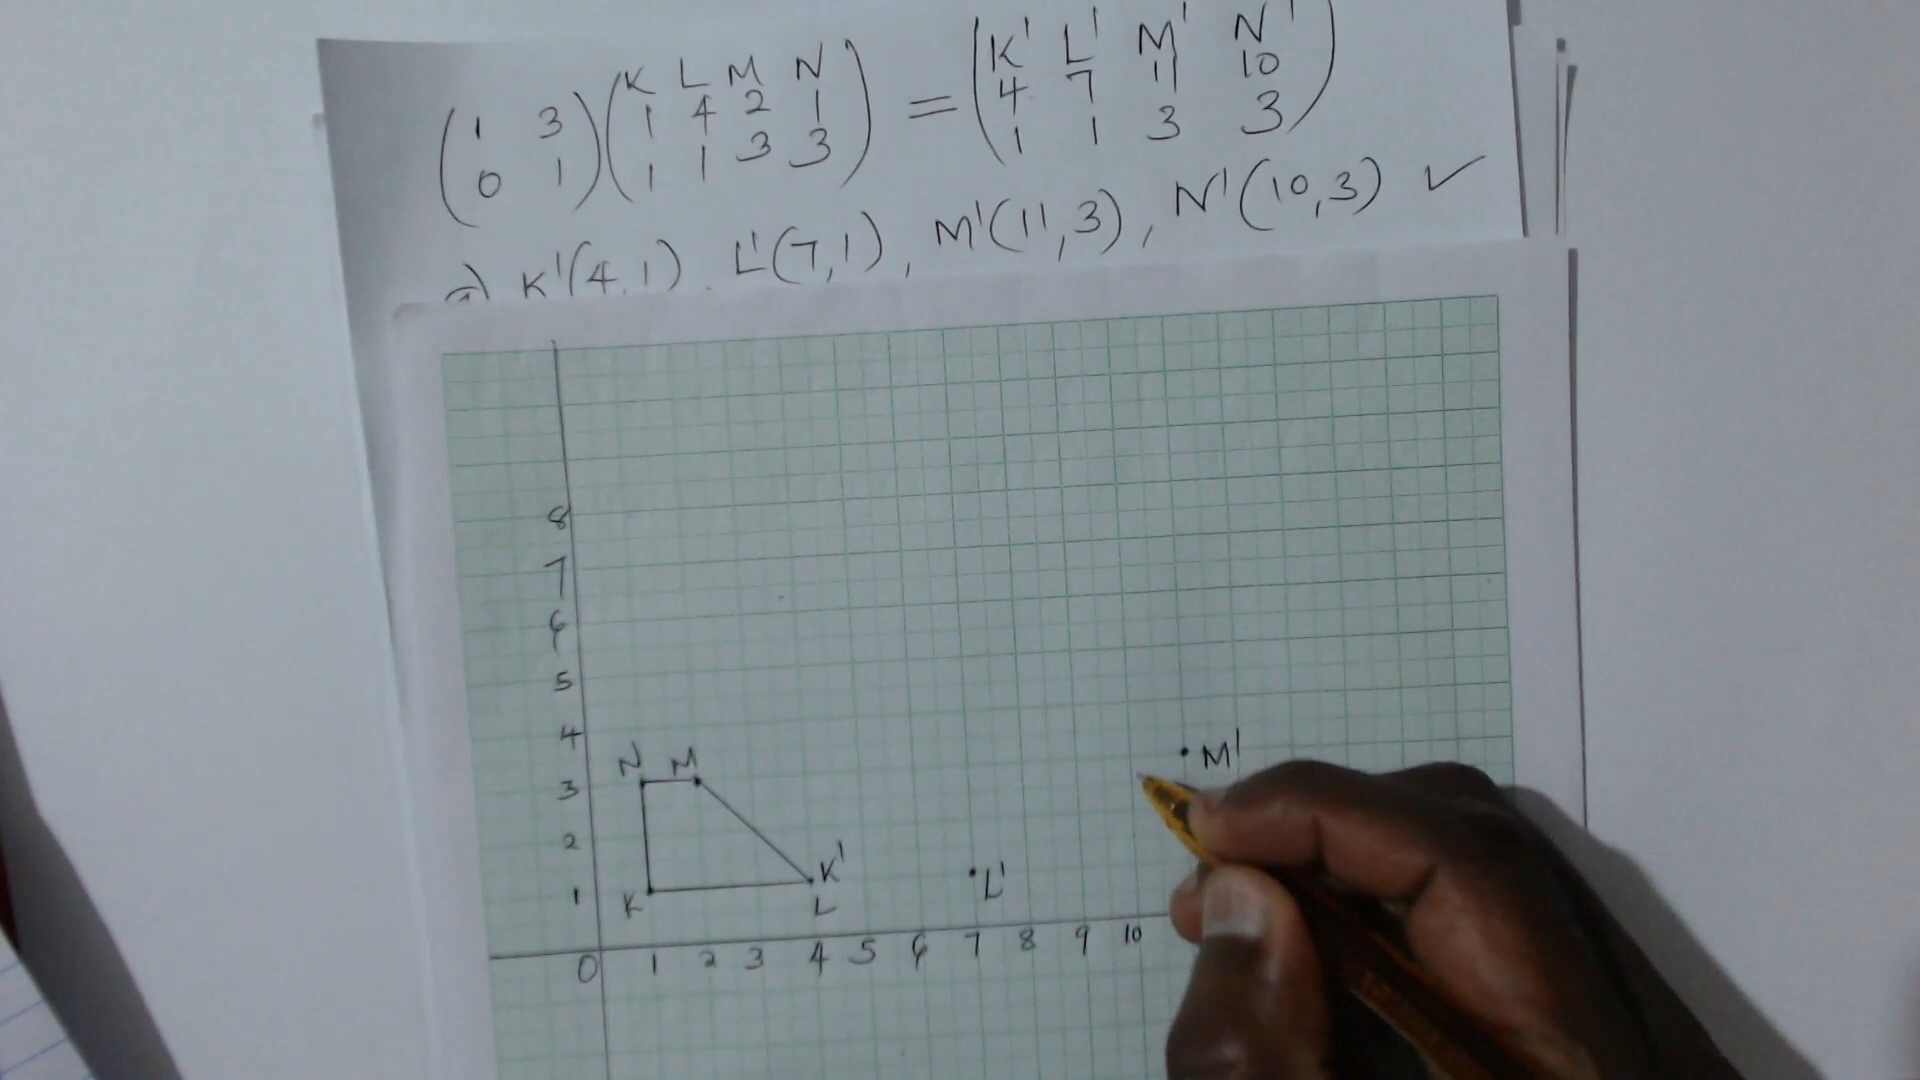 K L M N K' L' M' N'
( 1 3 ) ( 1 4 2 1 ) = ( 4 7 11 10 )
( 0 1 ) ( 1 1 3 3 ) ( 1 1 3 3 )
a) K'(4,1), L'(7,1), M'(11,3), N'(10,3) ✓
8
7
6
5
4
N M M'
3
2
K'
1 L'
K L
0 1 2 3 4 5 6 7 8 9 10